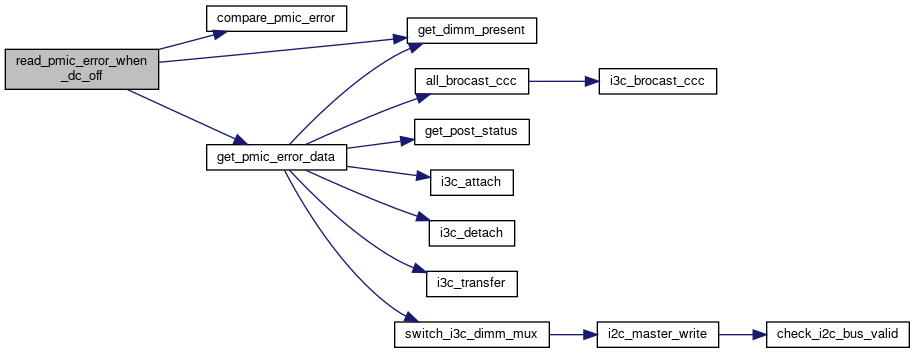 compare_pmic_error
get_dimm_present
read_pmic_error_when
_dc_off
all_brocast_ccc
i3c_brocast_ccc
get_post_status
get_pmic_error_data
i3c_attach
i3c_detach
i3c_transfer
switch_i3c_dimm_mux
i2c_master_write
check_i2c_bus_valid